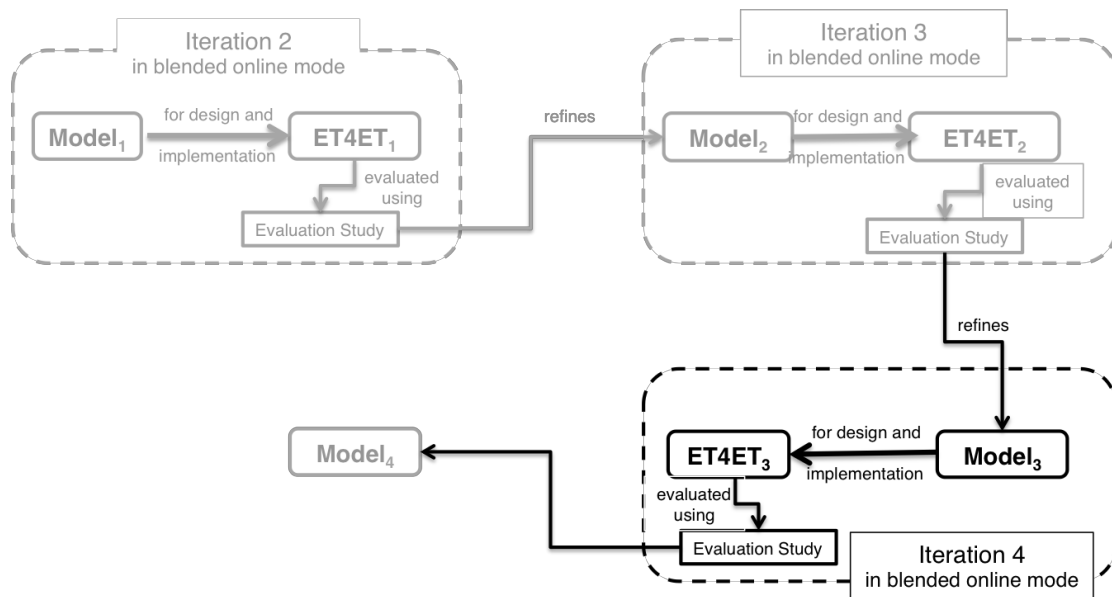 Iteration 2
in blended online mode
Model₁
for design and
implementation
ET4ET₁
evaluated
using
Evaluation Study
refines
Iteration 3
in blended online mode
Model₂
for design and
implementation
ET4ET₂
evaluated
using
Evaluation Study
refines
Model₃
for design and
implementation
ET4ET₃
evaluated
using
Evaluation Study
Iteration 4
in blended online mode
Model₄